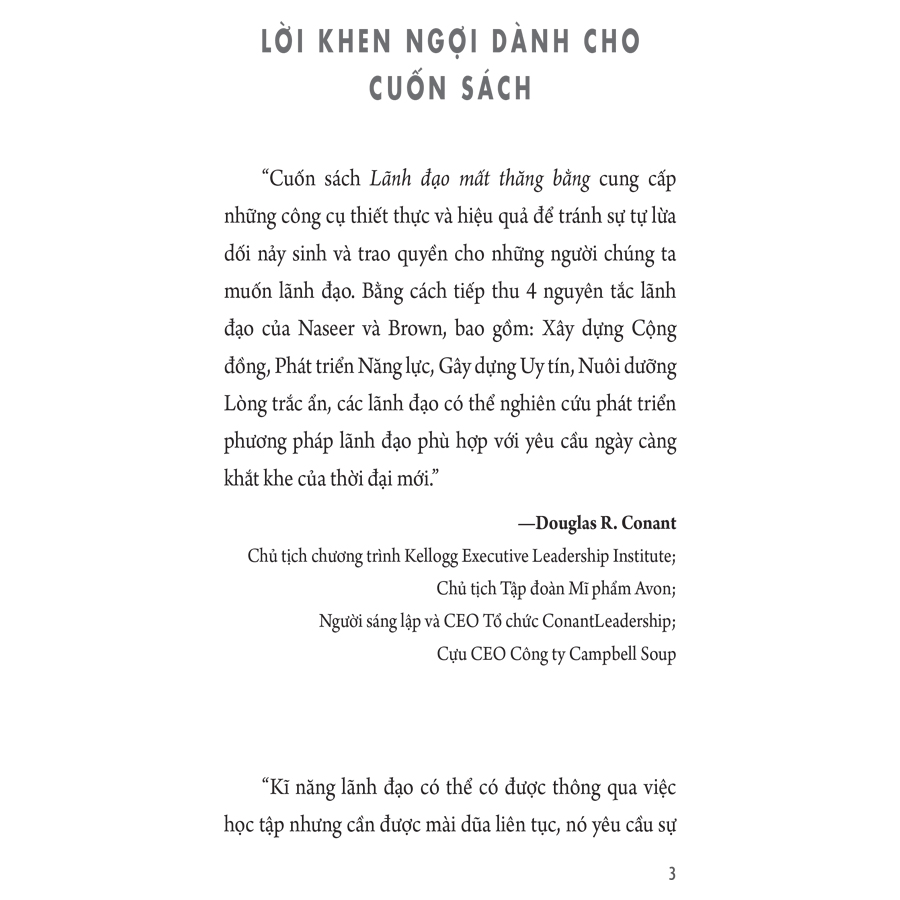 LỜI KHEN NGỢI DÀNH CHO
CUỐN SÁCH
“Cuốn sách Lãnh đạo mất thăng bằng cung cấp
những công cụ thiết thực và hiệu quả để tránh sự tự lừa
dối nảy sinh và trao quyền cho những người chúng ta
muốn lãnh đạo. Bằng cách tiếp thu 4 nguyên tắc lãnh
đạo của Naseer và Brown, bao gồm: Xây dựng Cộng
đồng, Phát triển Năng lực, Gây dựng Uy tín, Nuôi dưỡng
Lòng trắc ẩn, các lãnh đạo có thể nghiên cứu phát triển
phương pháp lãnh đạo phù hợp với yêu cầu ngày càng
khắt khe của thời đại mới.”
—Douglas R. Conant
Chủ tịch chương trình Kellogg Executive Leadership Institute;
Chủ tịch Tập đoàn Mĩ phẩm Avon;
Người sáng lập và CEO Tổ chức ConantLeadership;
Cựu CEO Công ty Campbell Soup
“Kĩ năng lãnh đạo có thể có được thông qua việc
học tập nhưng cần được mài dũa liên tục, nó yêu cầu sự
3